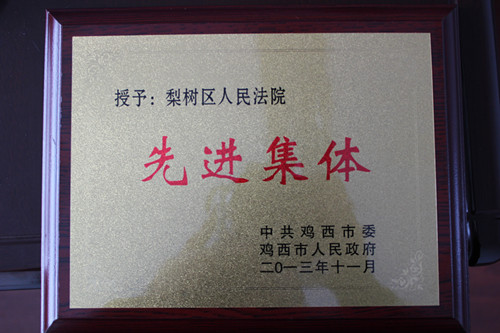 授予：梨树区人民法院
先进集体
中共鸡西市委
鸡西市人民政府
二〇一三年十一月